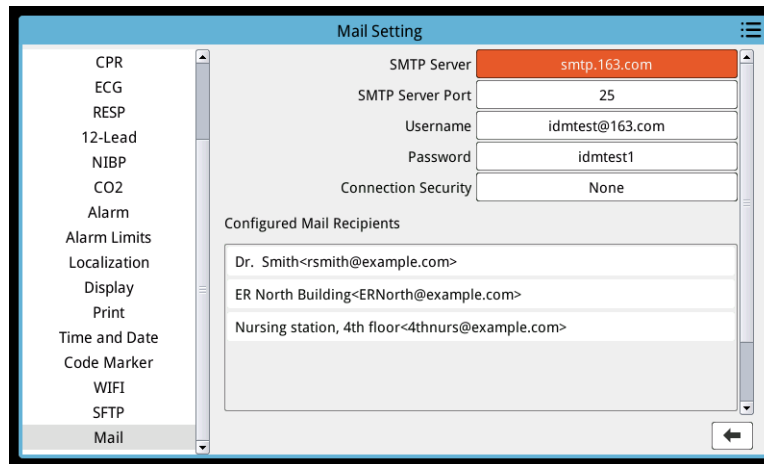 Mail Setting
CPR
ECG
RESP
12-Lead
NIBP
CO2
Alarm
Alarm Limits
Localization
Display
Print
Time and Date
Code Marker
WIFI
SFTP
Mail
SMTP Server smtp.163.com
SMTP Server Port 25
Username idmtest@163.com
Password idmtest1
Connection Security None
Configured Mail Recipients
Dr.  Smith<rsmith@example.com>
ER North Building<ERNorth@example.com>
Nursing station, 4th floor<4thnurs@example.com>